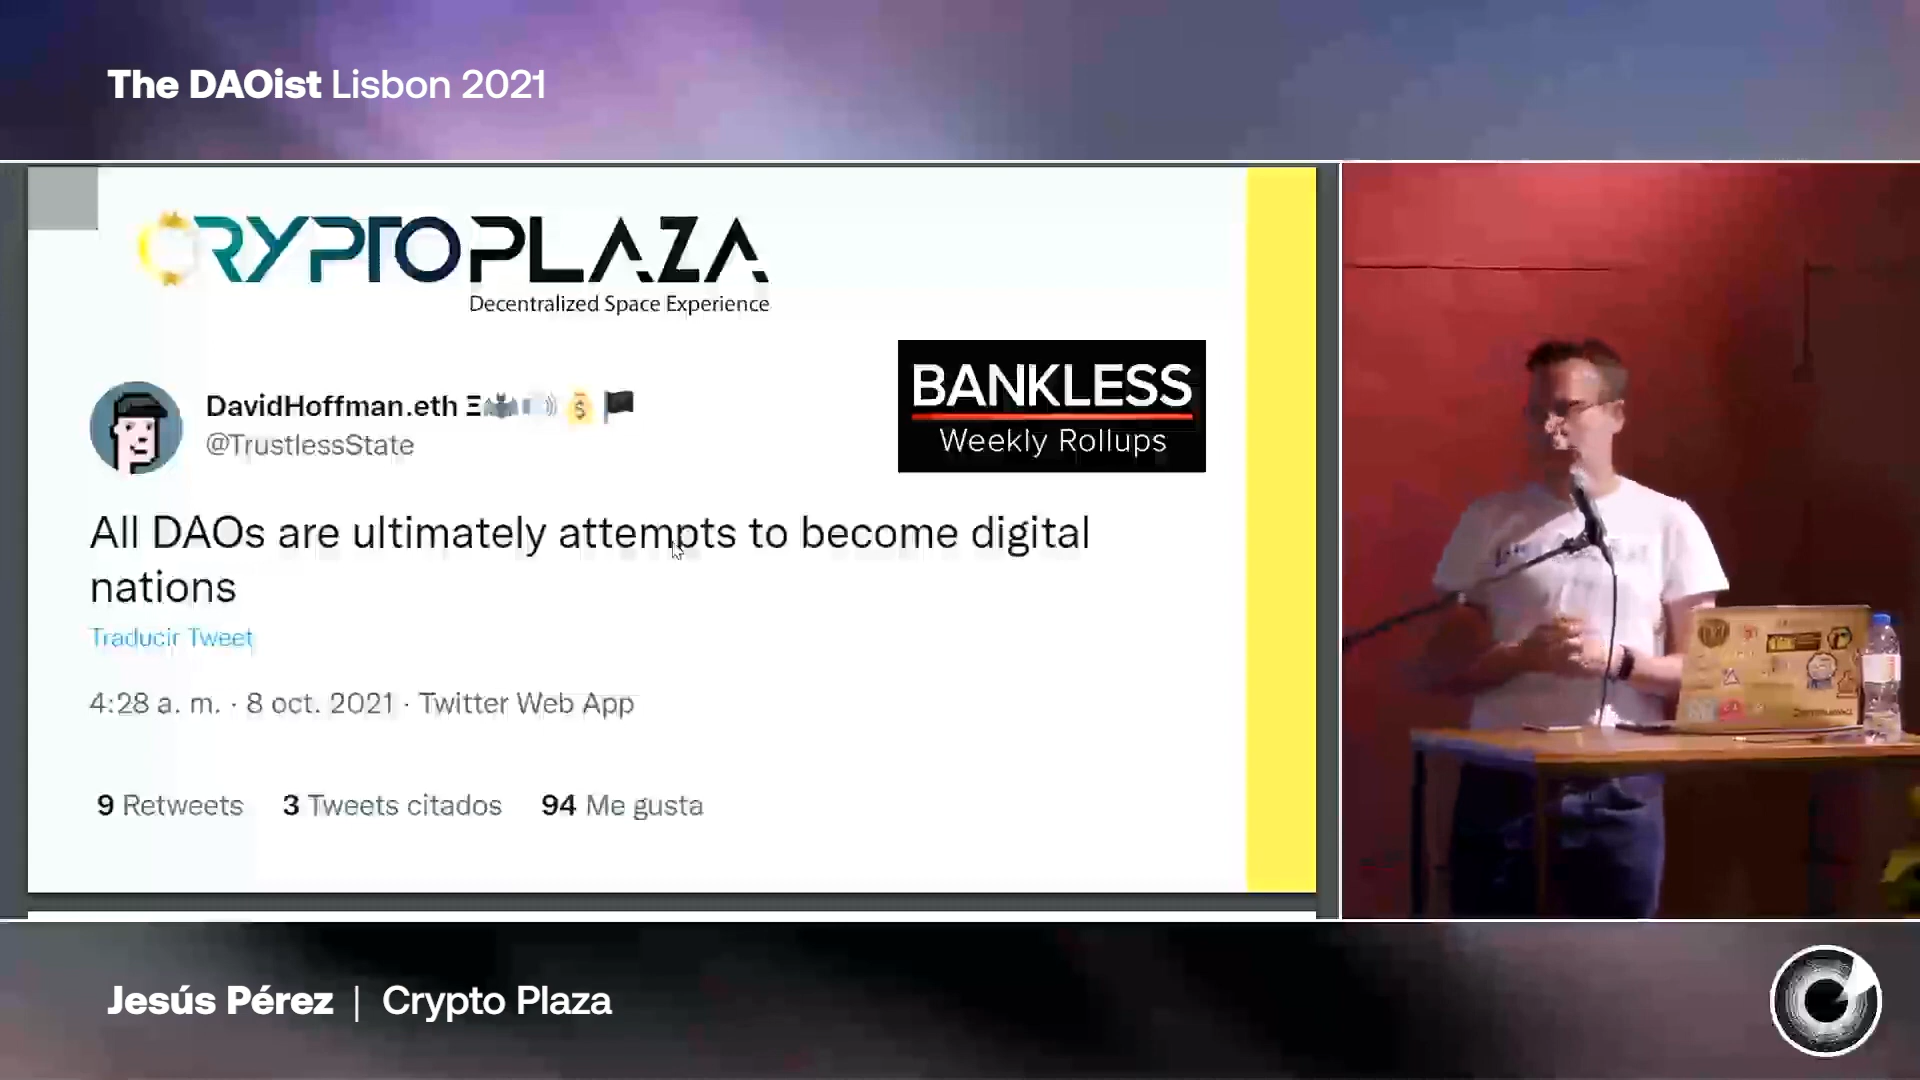 The DAOist Lisbon 2021
CRYPTOPLAZA
Decentralized Space Experience
BANKLESS
Weekly Rollups
DavidHoffman.eth Ξ🦇🔊💰🏴
@TrustlessState
All DAOs are ultimately attempts to become digital
nations
Traducir Tweet
4:28 a. m. · 8 oct. 2021 · Twitter Web App
9 Retweets 3 Tweets citados 94 Me gusta
Jesús Pérez | Crypto Plaza